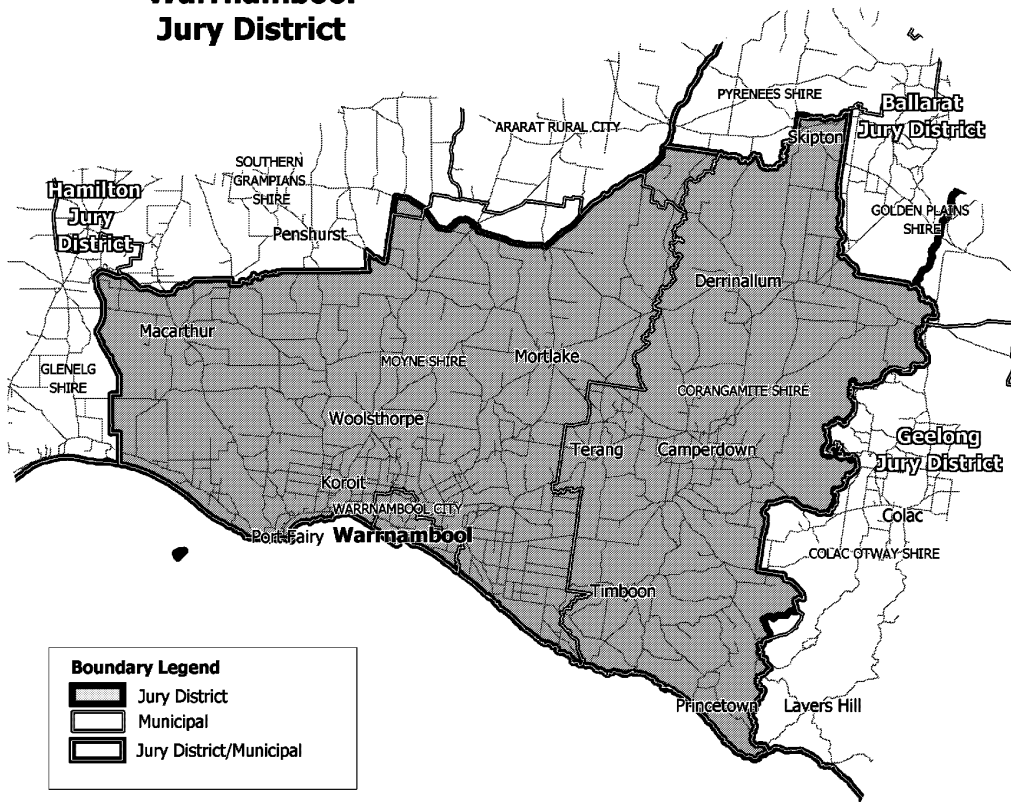 Warrnambool
Jury District
PYRENEES SHIRE
Ballarat
Jury District
Skipton
ARARAT RURAL CITY
SOUTHERN
GRAMPIANS
SHIRE
Hamilton
Jury
District
Penshurst
GOLDEN PLAINS
SHIRE
Derrinallum
Macarthur
MOYNE SHIRE
Mortlake
GLENELG
SHIRE
CORANGAMITE SHIRE
Woolsthorpe
Terang
Camperdown
Geelong
Jury District
Koroit
WARRNAMBOOL CITY
Colac
Port Fairy
Warrnambool
COLAC OTWAY SHIRE
Timboon
Princetown
Lavers Hill
Boundary Legend
Jury District
Municipal
Jury District/Municipal